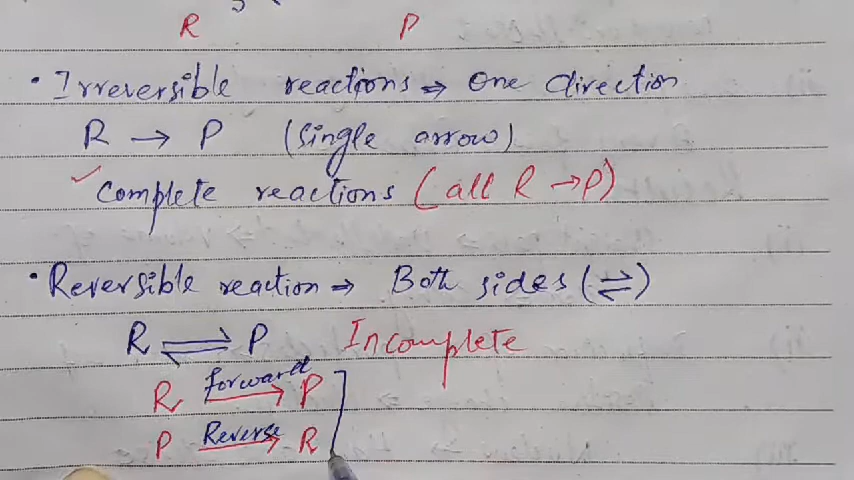 R P
• Irreversible reactions ⇒ One direction
R → P (single arrow)
✓ Complete reactions (all R → P)
• Reversible reaction ⇒ Both sides (⇌)
R ⇌ P Incomplete
R forward → P
P Reverse → R